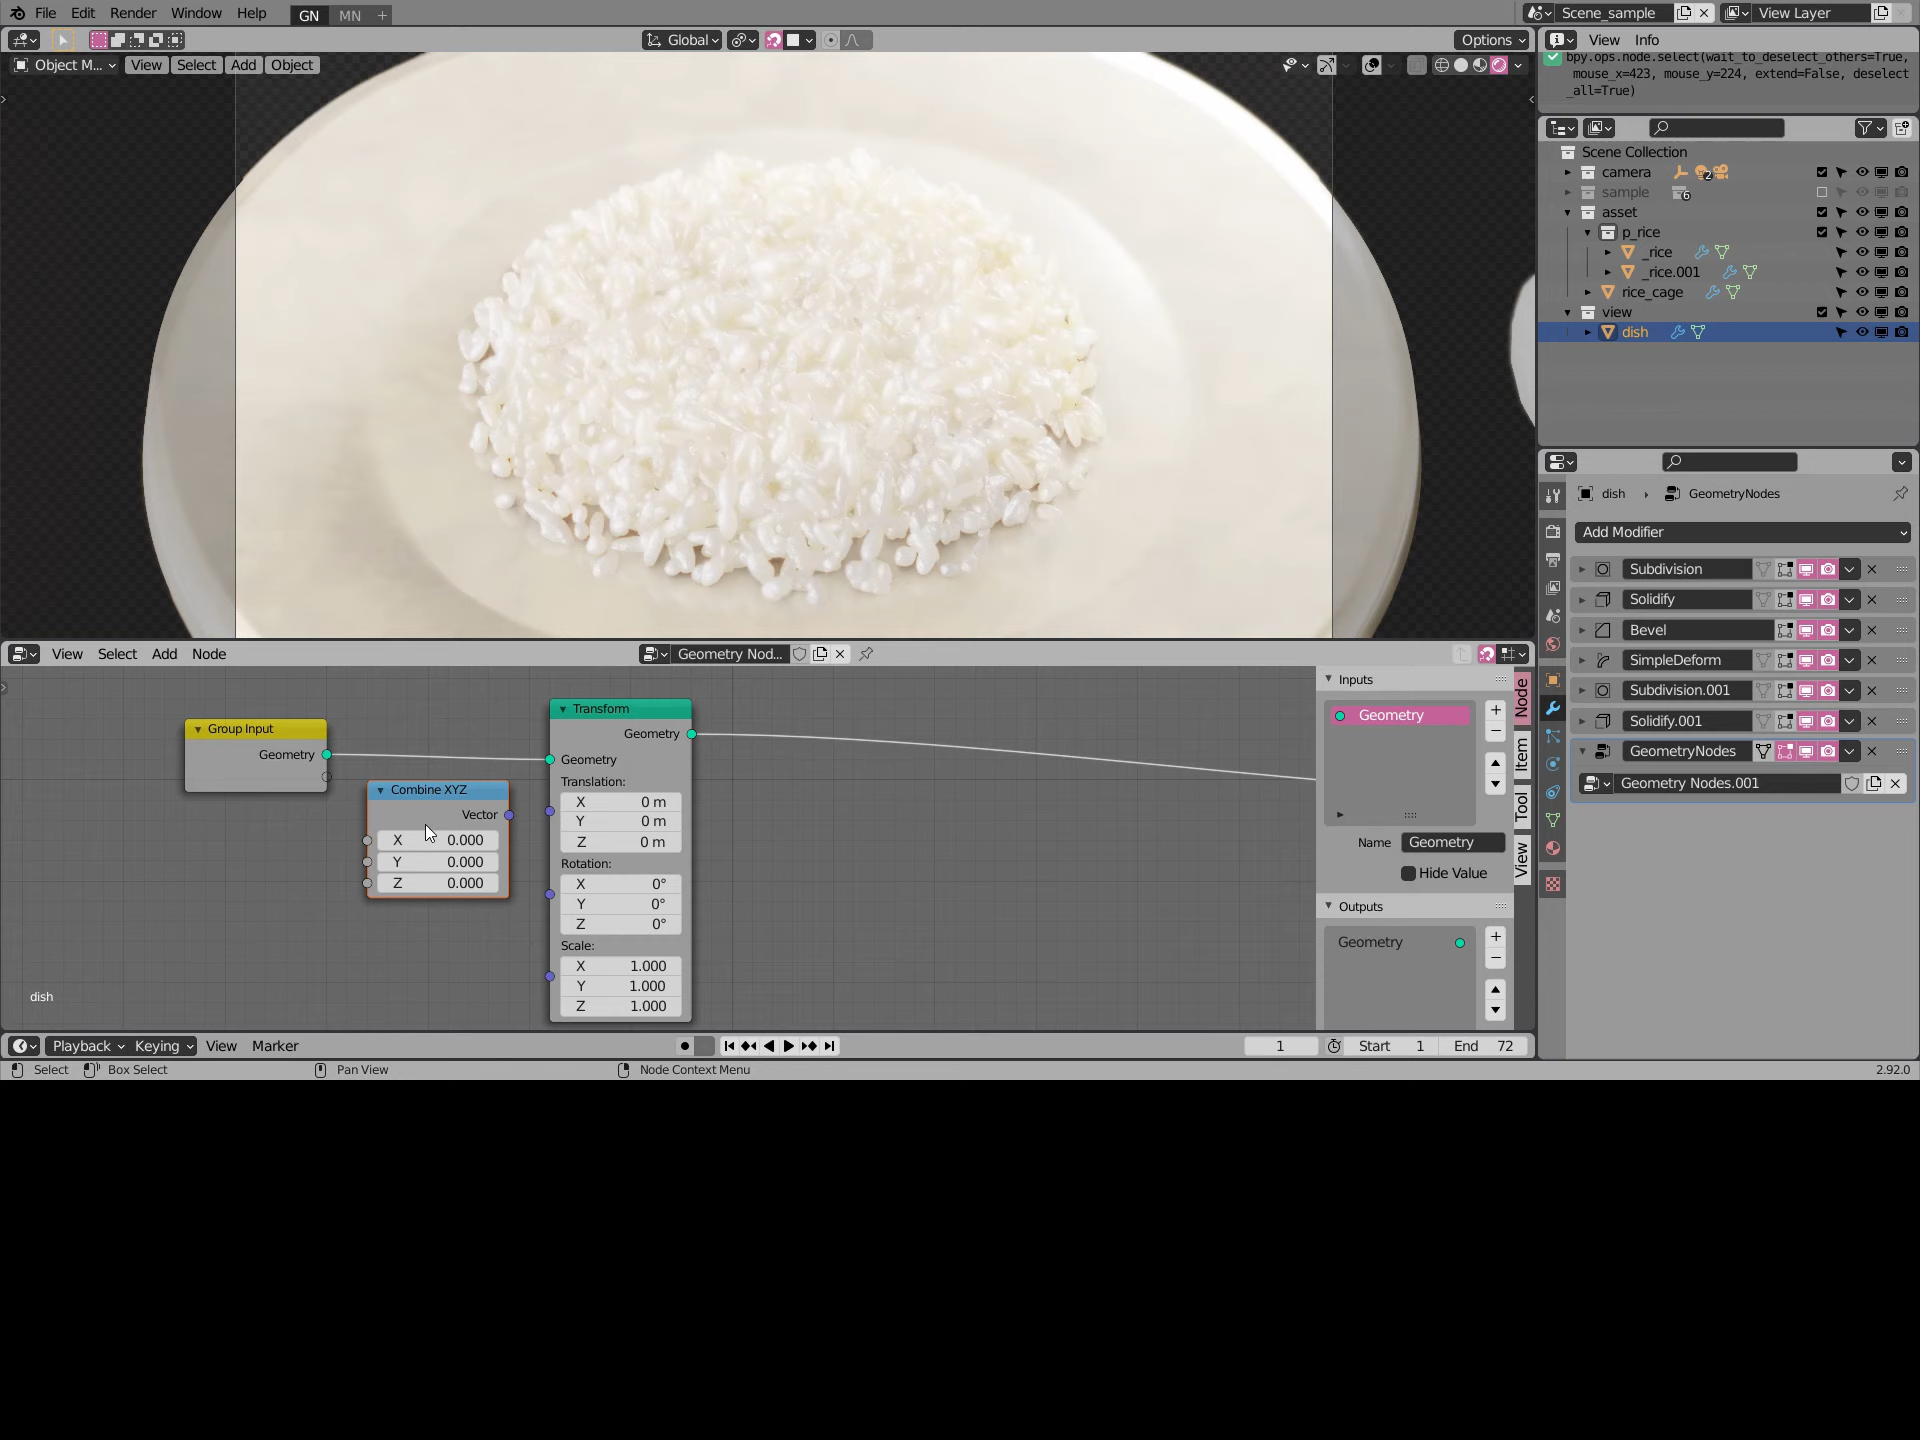 File Edit Render Window Help GN MN + Scene_sample View Layer
Global Options View Info
Object M... View Select Add Object
bpy.ops.node.select(wait_to_deselect_others=True,
mouse_x=423, mouse_y=224, extend=False, deselect
_all=True)
Scene Collection
camera 2
sample 6
asset
p_rice
_rice
_rice.001
rice_cage
view
dish
dish GeometryNodes
Add Modifier
Subdivision
Solidify
Bevel
SimpleDeform
Subdivision.001
Solidify.001
GeometryNodes
Geometry Nodes.001
View Select Add Node Geometry Nod...
Group Input
Geometry
Combine XYZ
Vector
X 0.000
Y 0.000
Z 0.000
Transform
Geometry
Geometry
Translation:
X 0 m
Y 0 m
Z 0 m
Rotation:
X 0°
Y 0°
Z 0°
Scale:
X 1.000
Y 1.000
Z 1.000
Inputs
Geometry
Name Geometry
Hide Value
Outputs
Geometry
Node
Item
Tool
View
dish
Playback Keying View Marker 1 Start 1 End 72
Select Box Select Pan View Node Context Menu 2.92.0